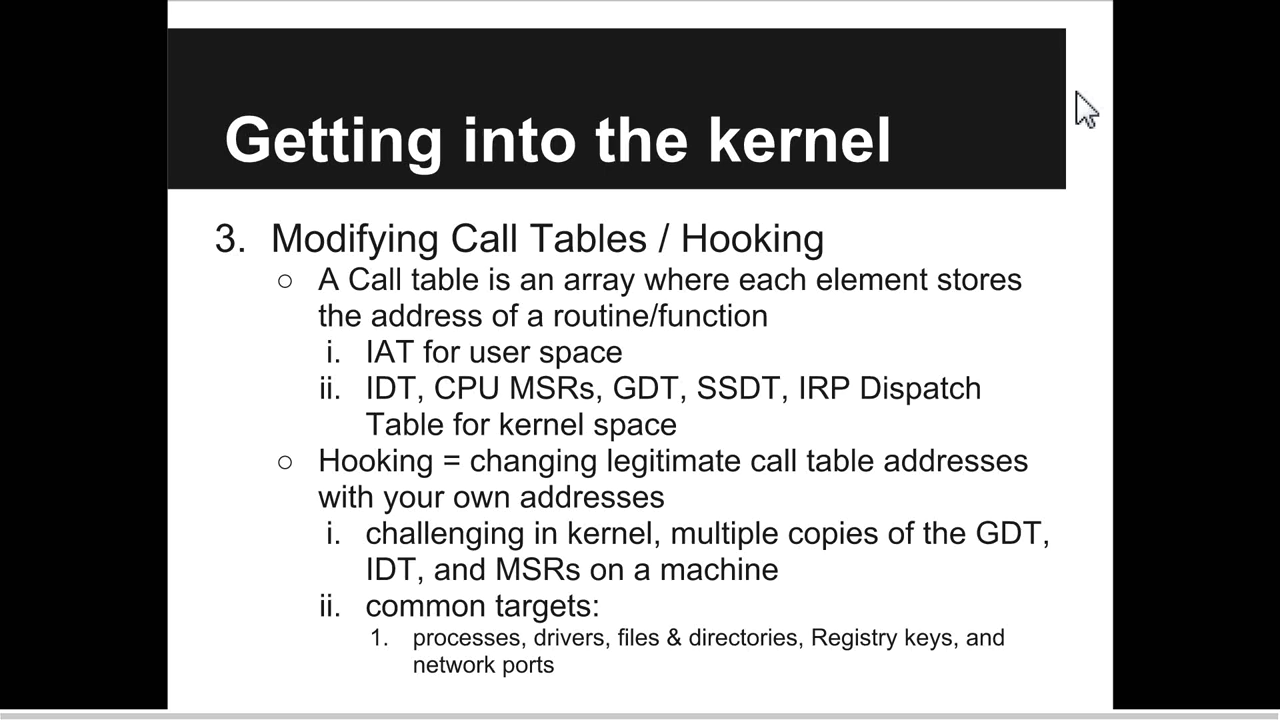 Getting into the kernel
3. Modifying Call Tables / Hooking
○ A Call table is an array where each element stores
the address of a routine/function
i. IAT for user space
ii. IDT, CPU MSRs, GDT, SSDT, IRP Dispatch
Table for kernel space
○ Hooking = changing legitimate call table addresses
with your own addresses
i. challenging in kernel, multiple copies of the GDT,
IDT, and MSRs on a machine
ii. common targets:
1. processes, drivers, files & directories, Registry keys, and
network ports